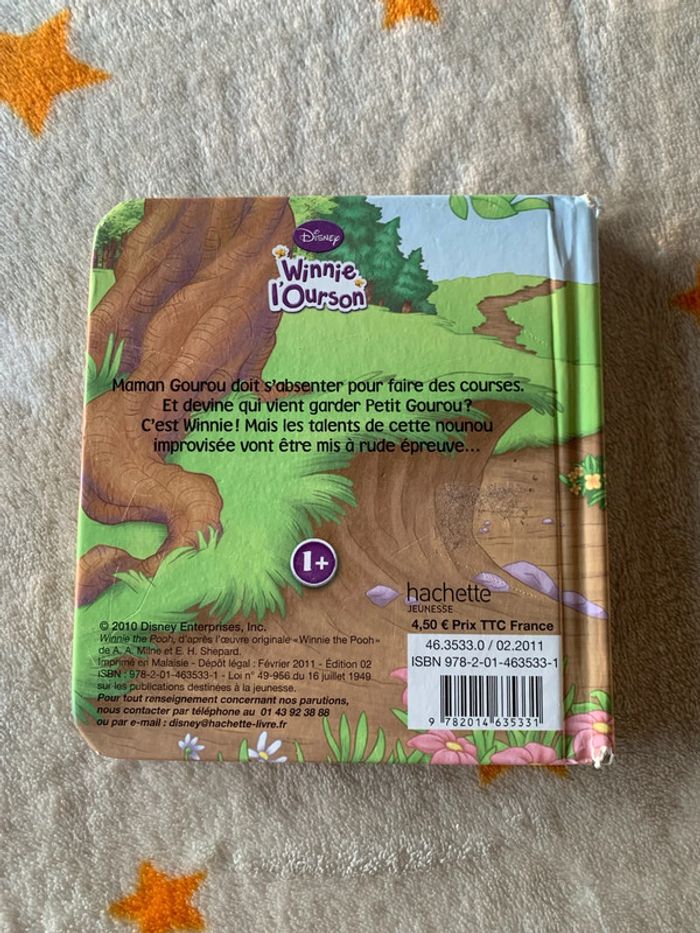 Disney
Winnie
l'Ourson
Maman Gourou doit s'absenter pour faire des courses.
Et devine qui vient garder Petit Gourou ?
C'est Winnie ! Mais les talents de cette nounou
improvisée vont être mis à rude épreuve...
1+
hachette
JEUNESSE
4,50 € Prix TTC France
© 2010 Disney Enterprises, Inc.
Winnie the Pooh, d'après l'œuvre originale «Winnie the Pooh»
de A. A. Milne et E. H. Shepard.
Imprimé en Malaisie - Dépôt légal : Février 2011 - Édition 02
ISBN : 978-2-01-463533-1 - Loi n° 49-956 du 16 juillet 1949
sur les publications destinées à la jeunesse.
Pour tout renseignement concernant nos parutions,
nous contacter par téléphone au 01 43 92 38 88
ou par e-mail : disney@hachette-livre.fr
46.3533.0 / 02.2011
ISBN 978-2-01-463533-1
9 782014 635331